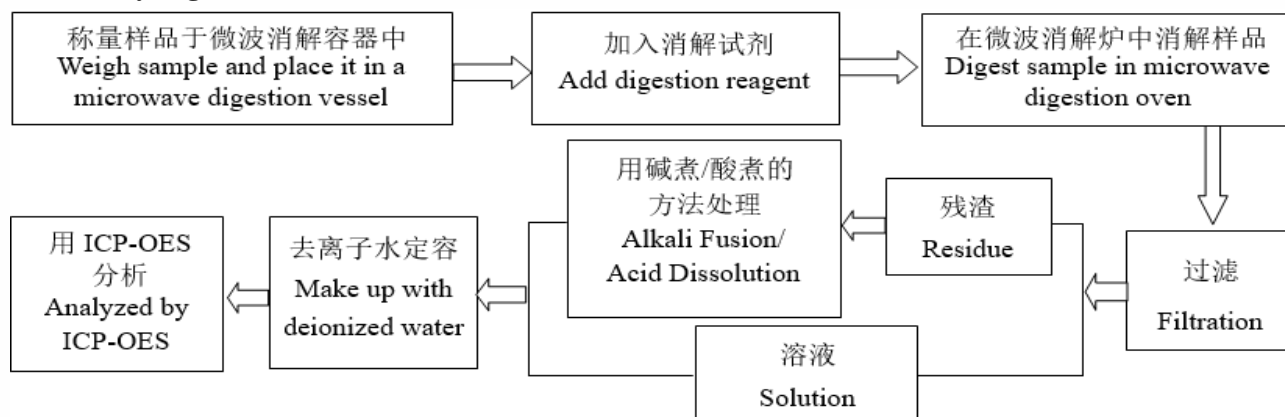 称量样品于微波消解容器中
Weigh sample and place it in a
microwave digestion vessel
加入消解试剂
Add digestion reagent
在微波消解炉中消解样品
Digest sample in microwave
digestion oven
过滤
Filtration
残渣
Residue
溶液
Solution
用碱煮/酸煮的
方法处理
Alkali Fusion/
Acid Dissolution
去离子水定容
Make up with
deionized water
用 ICP-OES
分析
Analyzed by
ICP-OES